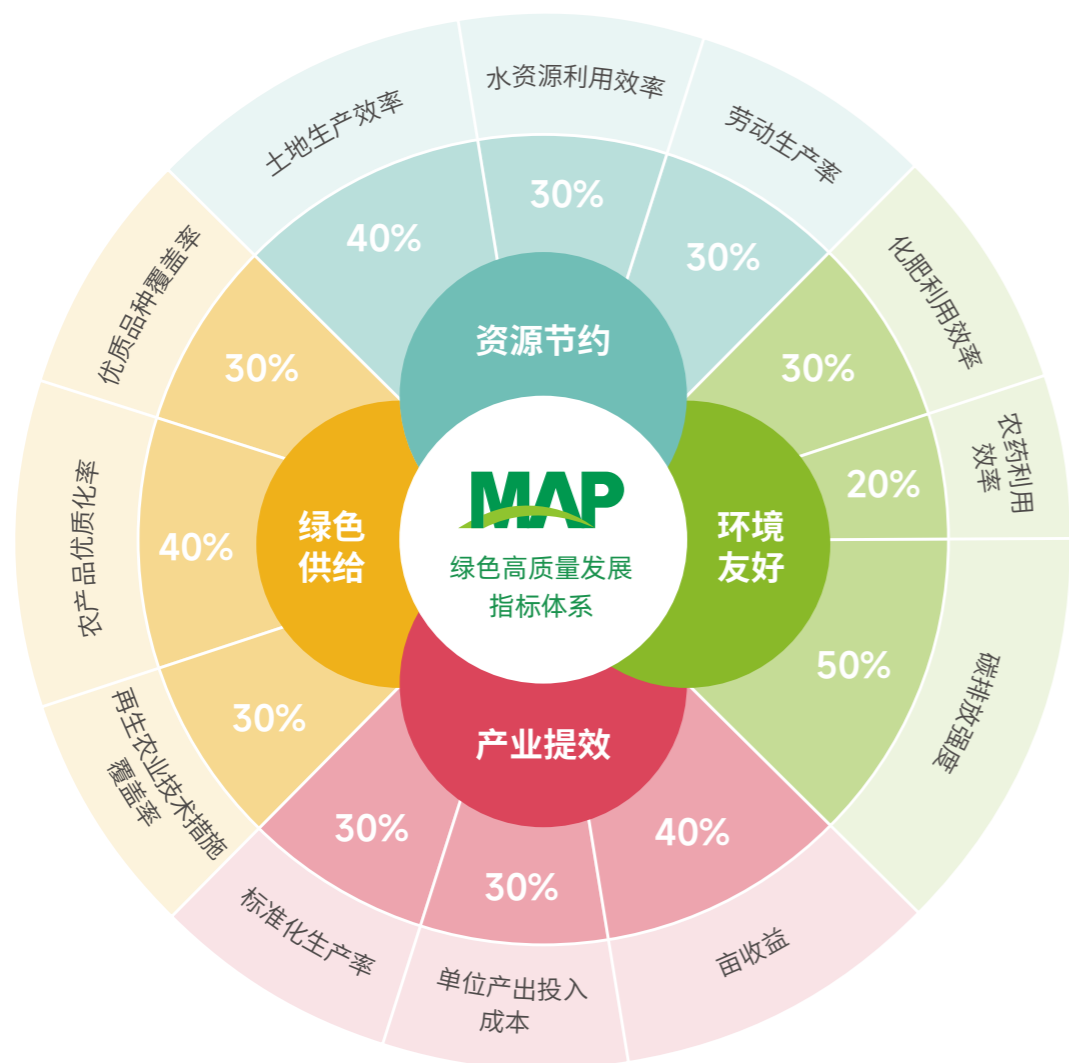 MAP
绿色高质量发展
指标体系
资源节约
土地生产效率
40%
水资源利用效率
30%
劳动生产率
30%
环境
友好
化肥利用效率
30%
农药利用
效率
20%
碳排放强度
50%
产业提效
亩收益
40%
单位产出投入
成本
30%
标准化生产率
30%
绿色
供给
再生农业技术措施
覆盖率
30%
农产品优质化率
40%
优质品种覆盖率
30%